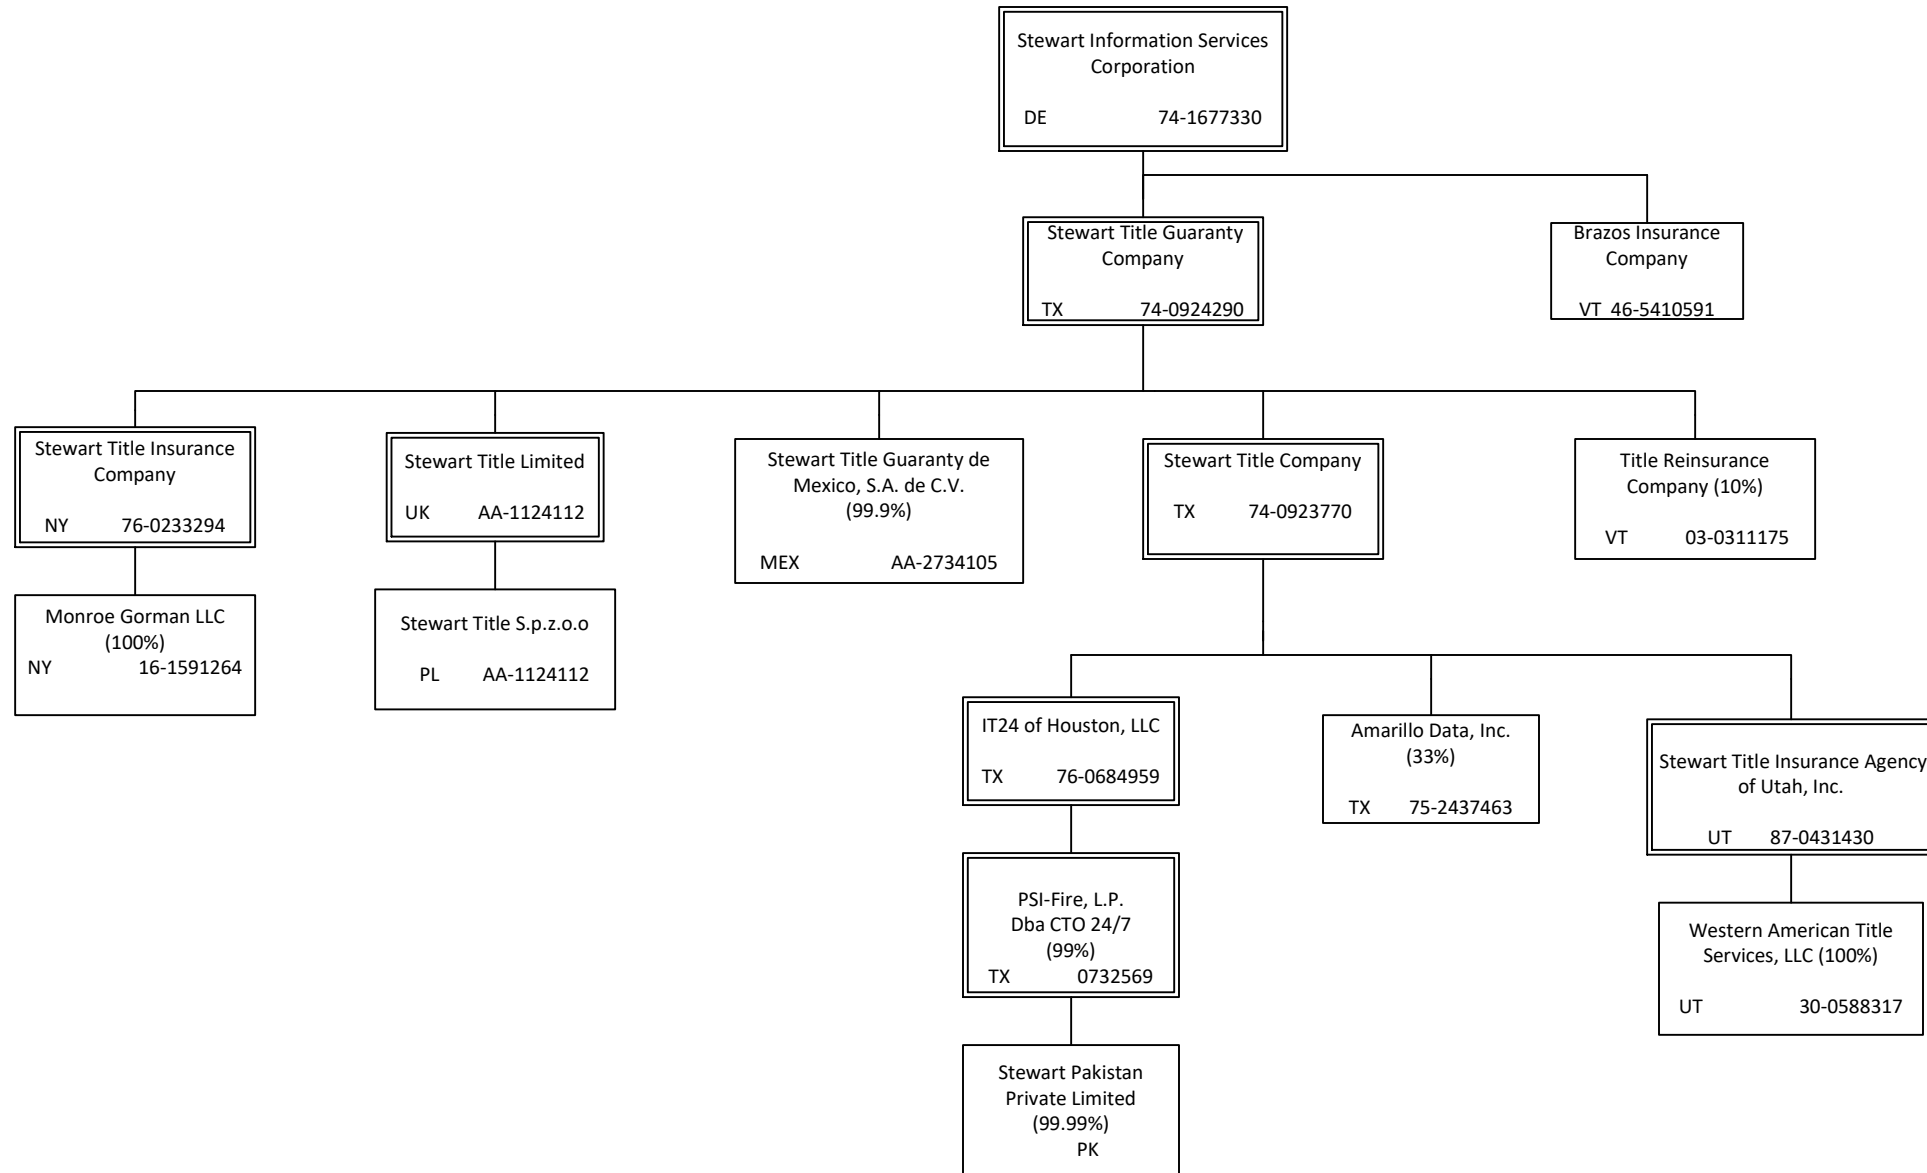 Stewart Information Services
Corporation
DE 74-1677330
Stewart Title Guaranty
Company
TX 74-0924290
Brazos Insurance
Company
VT 46-5410591
Stewart Title Insurance
Company
NY 76-0233294
Stewart Title Limited
UK AA-1124112
Stewart Title Guaranty de
Mexico, S.A. de C.V.
(99.9%)
MEX AA-2734105
Stewart Title Company
TX 74-0923770
Title Reinsurance
Company (10%)
VT 03-0311175
Monroe Gorman LLC
(100%)
NY 16-1591264
Stewart Title S.p.z.o.o
PL AA-1124112
IT24 of Houston, LLC
TX 76-0684959
Amarillo Data, Inc.
(33%)
TX 75-2437463
Stewart Title Insurance Agency
of Utah, Inc.
UT 87-0431430
PSI-Fire, L.P.
Dba CTO 24/7
(99%)
TX 0732569
Western American Title
Services, LLC (100%)
UT 30-0588317
Stewart Pakistan
Private Limited
(99.99%)
PK